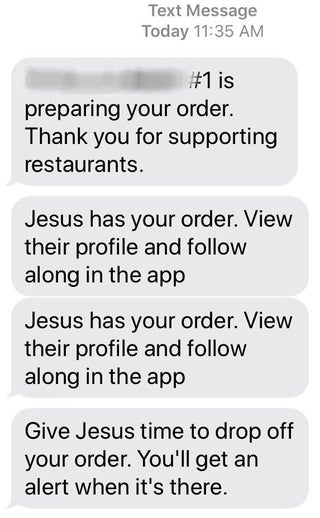 Text Message
Today 11:35 AM
#1 is
preparing your order.
Thank you for supporting
restaurants.
Jesus has your order. View
their profile and follow
along in the app
Jesus has your order. View
their profile and follow
along in the app
Give Jesus time to drop off
your order. You'll get an
alert when it's there.